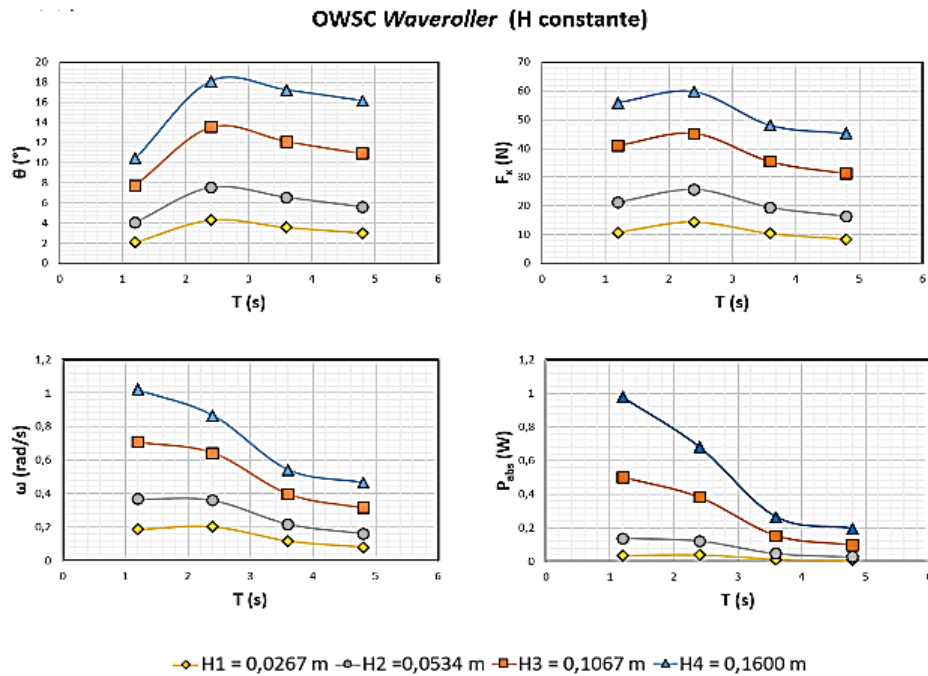 OWSC Waveroller (H constante)
20
18
16
14
12
10
8
6
4
2
0
θ (°)
0 1 2 3 4 5 6
T (s)
70
60
50
40
30
20
10
0
Fx (N)
0 1 2 3 4 5 6
T (s)
1,2
1
0,8
0,6
0,4
0,2
0
ω (rad/s)
0 1 2 3 4 5 6
T (s)
1,2
1
0,8
0,6
0,4
0,2
0
Pabs (W)
0 1 2 3 4 5 6
T (s)
H1 = 0,0267 m H2 =0,0534 m H3 = 0,1067 m H4 = 0,1600 m